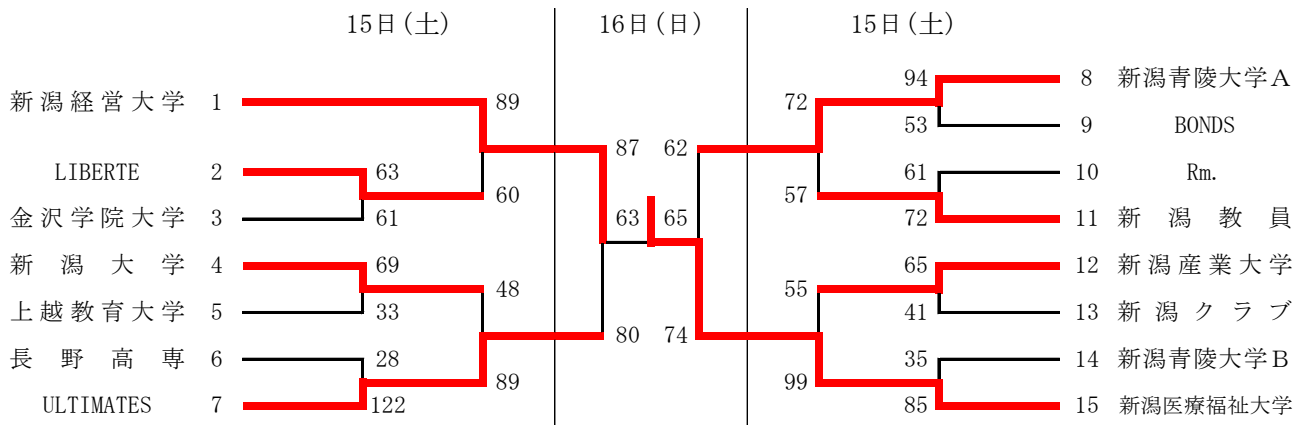 15日(土) 16日(日) 15日(土)
94 8 新潟青陵大学A
新潟経営大学 1 89 72
53 9 BONDS
87 62
LIBERTE 2 63 61 10 Rm.
60 57
金沢学院大学 3 61 63 65 72 11 新潟教員
新潟大学 4 69 65 12 新潟産業大学
48 55
上越教育大学 5 33 41 13 新潟クラブ
80 74
長野高専 6 28 35 14 新潟青陵大学B
89 99
ULTIMATES 7 122 85 15 新潟医療福祉大学